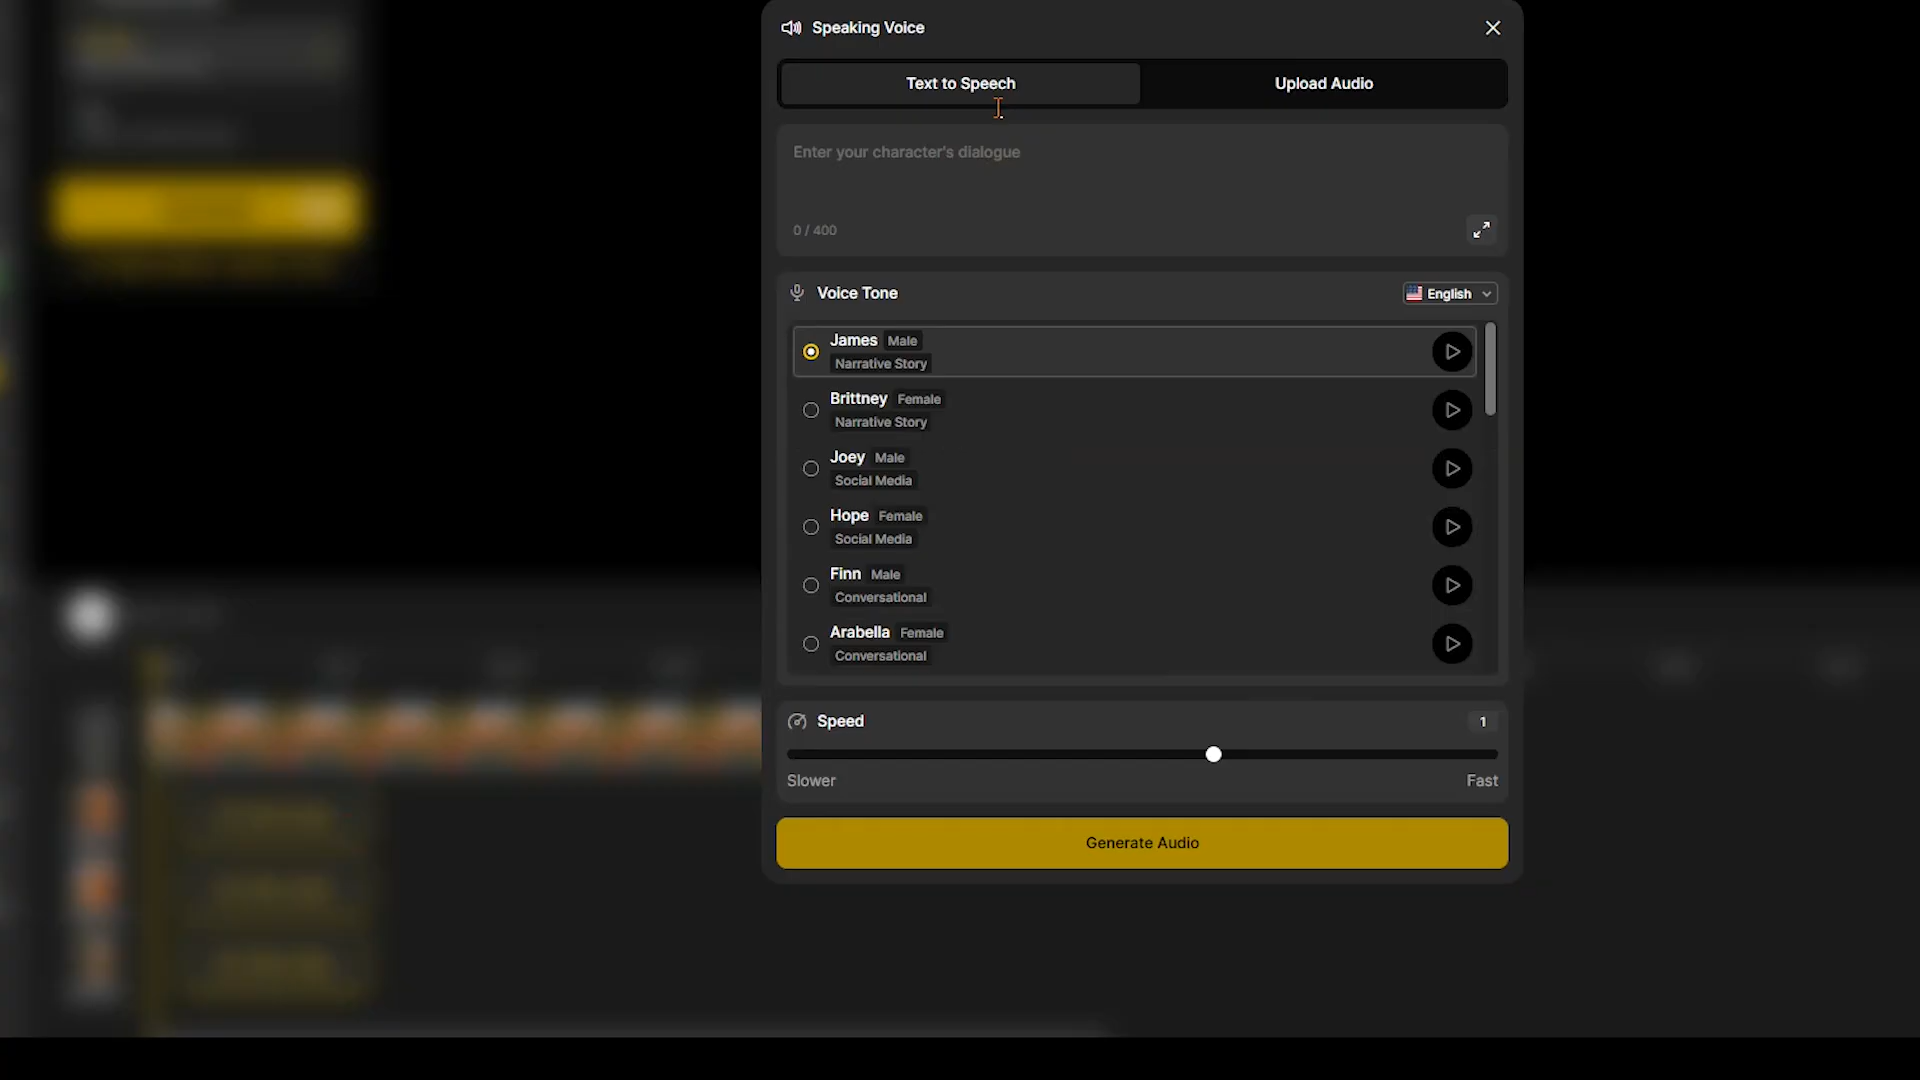 Speaking Voice
Text to Speech
Upload Audio
Enter your character's dialogue
0 / 400
Voice Tone
English
James Male
Narrative Story
Brittney Female
Narrative Story
Joey Male
Social Media
Hope Female
Social Media
Finn Male
Conversational
Arabella Female
Conversational
Speed
1
Slower
Fast
Generate Audio